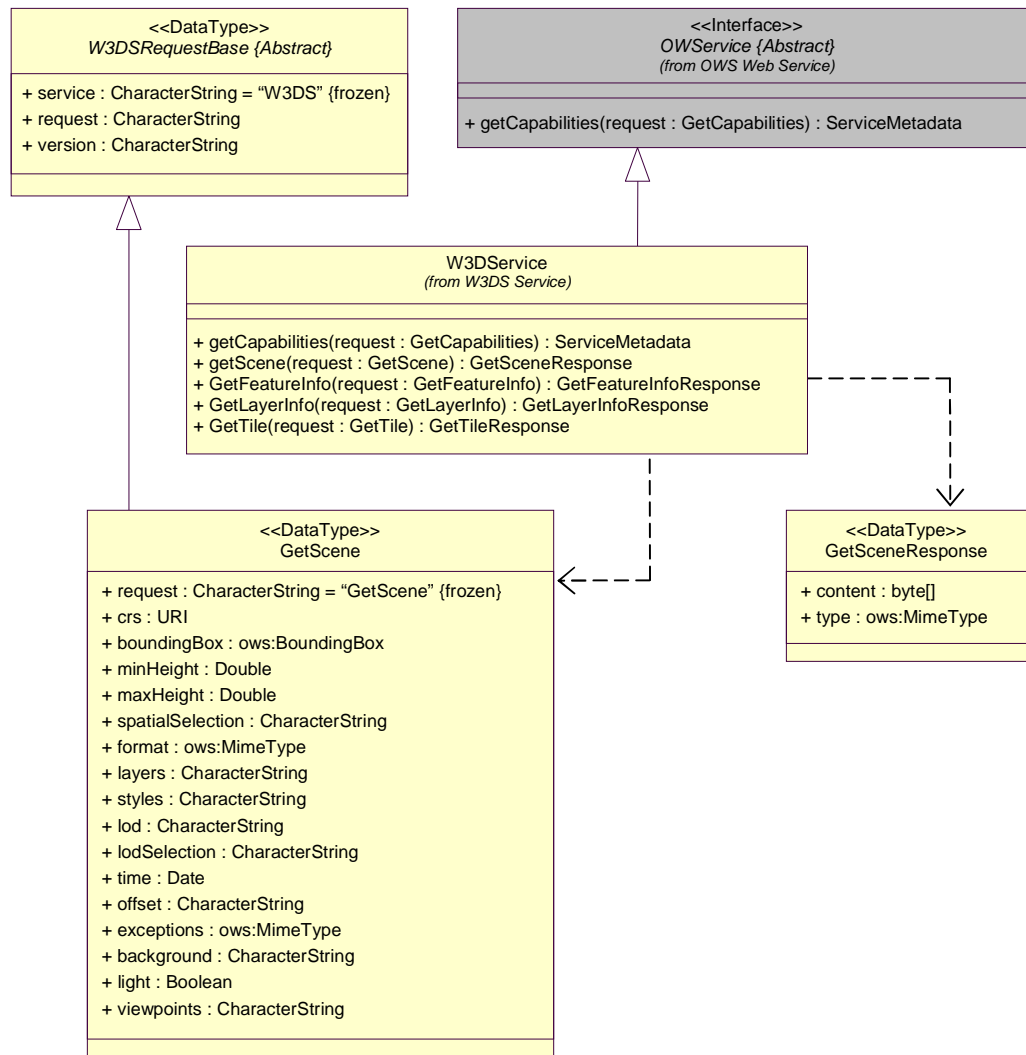 <<DataType>>
W3DSRequestBase {Abstract}
+ service : CharacterString = “W3DS” {frozen}
+ request : CharacterString
+ version : CharacterString
<<Interface>>
OWService {Abstract}
(from OWS Web Service)
+ getCapabilities(request : GetCapabilities) : ServiceMetadata
W3DService
(from W3DS Service)
+ getCapabilities(request : GetCapabilities) : ServiceMetadata
+ getScene(request : GetScene) : GetSceneResponse
+ GetFeatureInfo(request : GetFeatureInfo) : GetFeatureInfoResponse
+ GetLayerInfo(request : GetLayerInfo) : GetLayerInfoResponse
+ GetTile(request : GetTile) : GetTileResponse
<<DataType>>
GetScene
+ request : CharacterString = “GetScene” {frozen}
+ crs : URI
+ boundingBox : ows:BoundingBox
+ minHeight : Double
+ maxHeight : Double
+ spatialSelection : CharacterString
+ format : ows:MimeType
+ layers : CharacterString
+ styles : CharacterString
+ lod : CharacterString
+ lodSelection : CharacterString
+ time : Date
+ offset : CharacterString
+ exceptions : ows:MimeType
+ background : CharacterString
+ light : Boolean
+ viewpoints : CharacterString
<<DataType>>
GetSceneResponse
+ content : byte[]
+ type : ows:MimeType